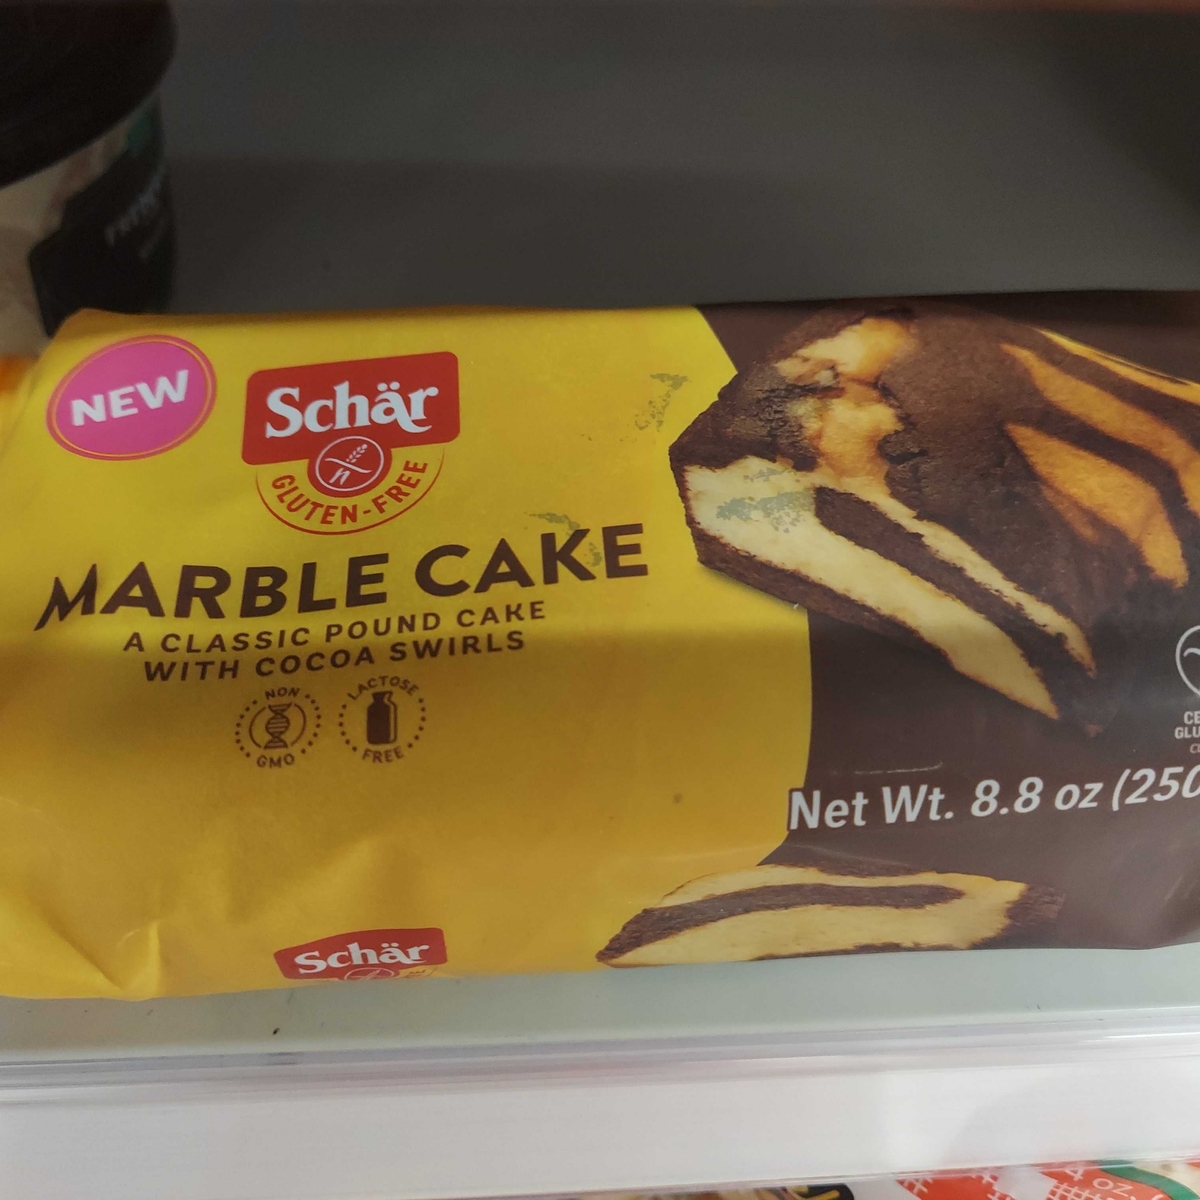 NEW
Schär
GLUTEN-FREE
MARBLE CAKE
A CLASSIC POUND CAKE
WITH COCOA SWIRLS
NON
GMO
LACTOSE
FREE
Net Wt. 8.8 oz (250
Schär
OZ